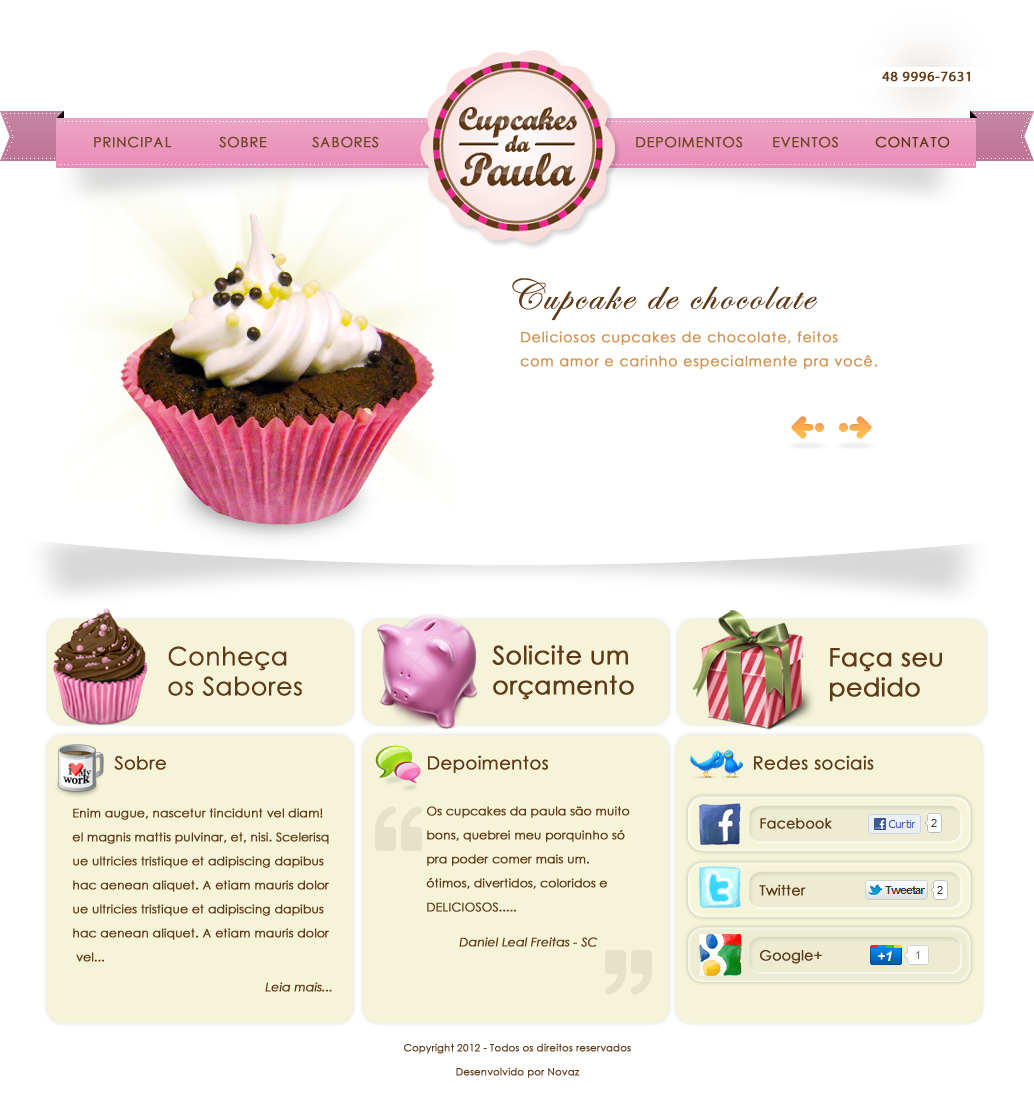 48 9996-7631
PRINCIPAL SOBRE SABORES
Cupcakes
da
Paula
DEPOIMENTOS EVENTOS CONTATO
Cupcake de chocolate
Deliciosos cupcakes de chocolate, feitos
com amor e carinho especialmente pra você.
Conheça
os Sabores
Solicite um
orçamento
Faça seu
pedido
I My
work
Sobre
Enim augue, nascetur tincidunt vel diam!
el magnis mattis pulvinar, et, nisi. Scelerisq
ue ultricies tristique et adipiscing dapibus
hac aenean aliquet. A etiam mauris dolor
ue ultricies tristique et adipiscing dapibus
hac aenean aliquet. A etiam mauris dolor
vel...
Leia mais...
Depoimentos
Os cupcakes da paula são muito
bons, quebrei meu porquinho só
pra poder comer mais um.
ótimos, divertidos, coloridos e
DELICIOSOS.....
Daniel Leal Freitas - SC
Redes sociais
f Facebook f Curtir 2
t Twitter Tweetar 2
g Google+ +1 1
Copyright 2012 - Todos os direitos reservados
Desenvolvido por Novaz